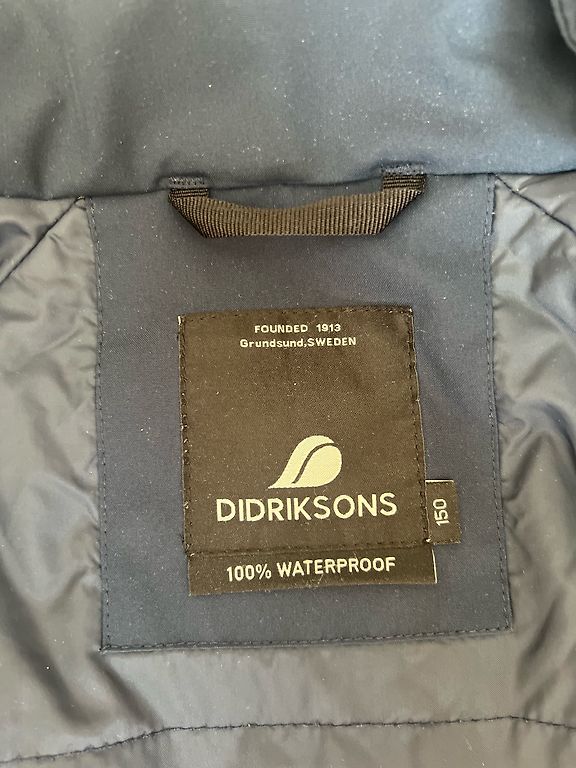 FOUNDED 1913
Grundsund,SWEDEN
DIDRIKSONS
150
100% WATERPROOF